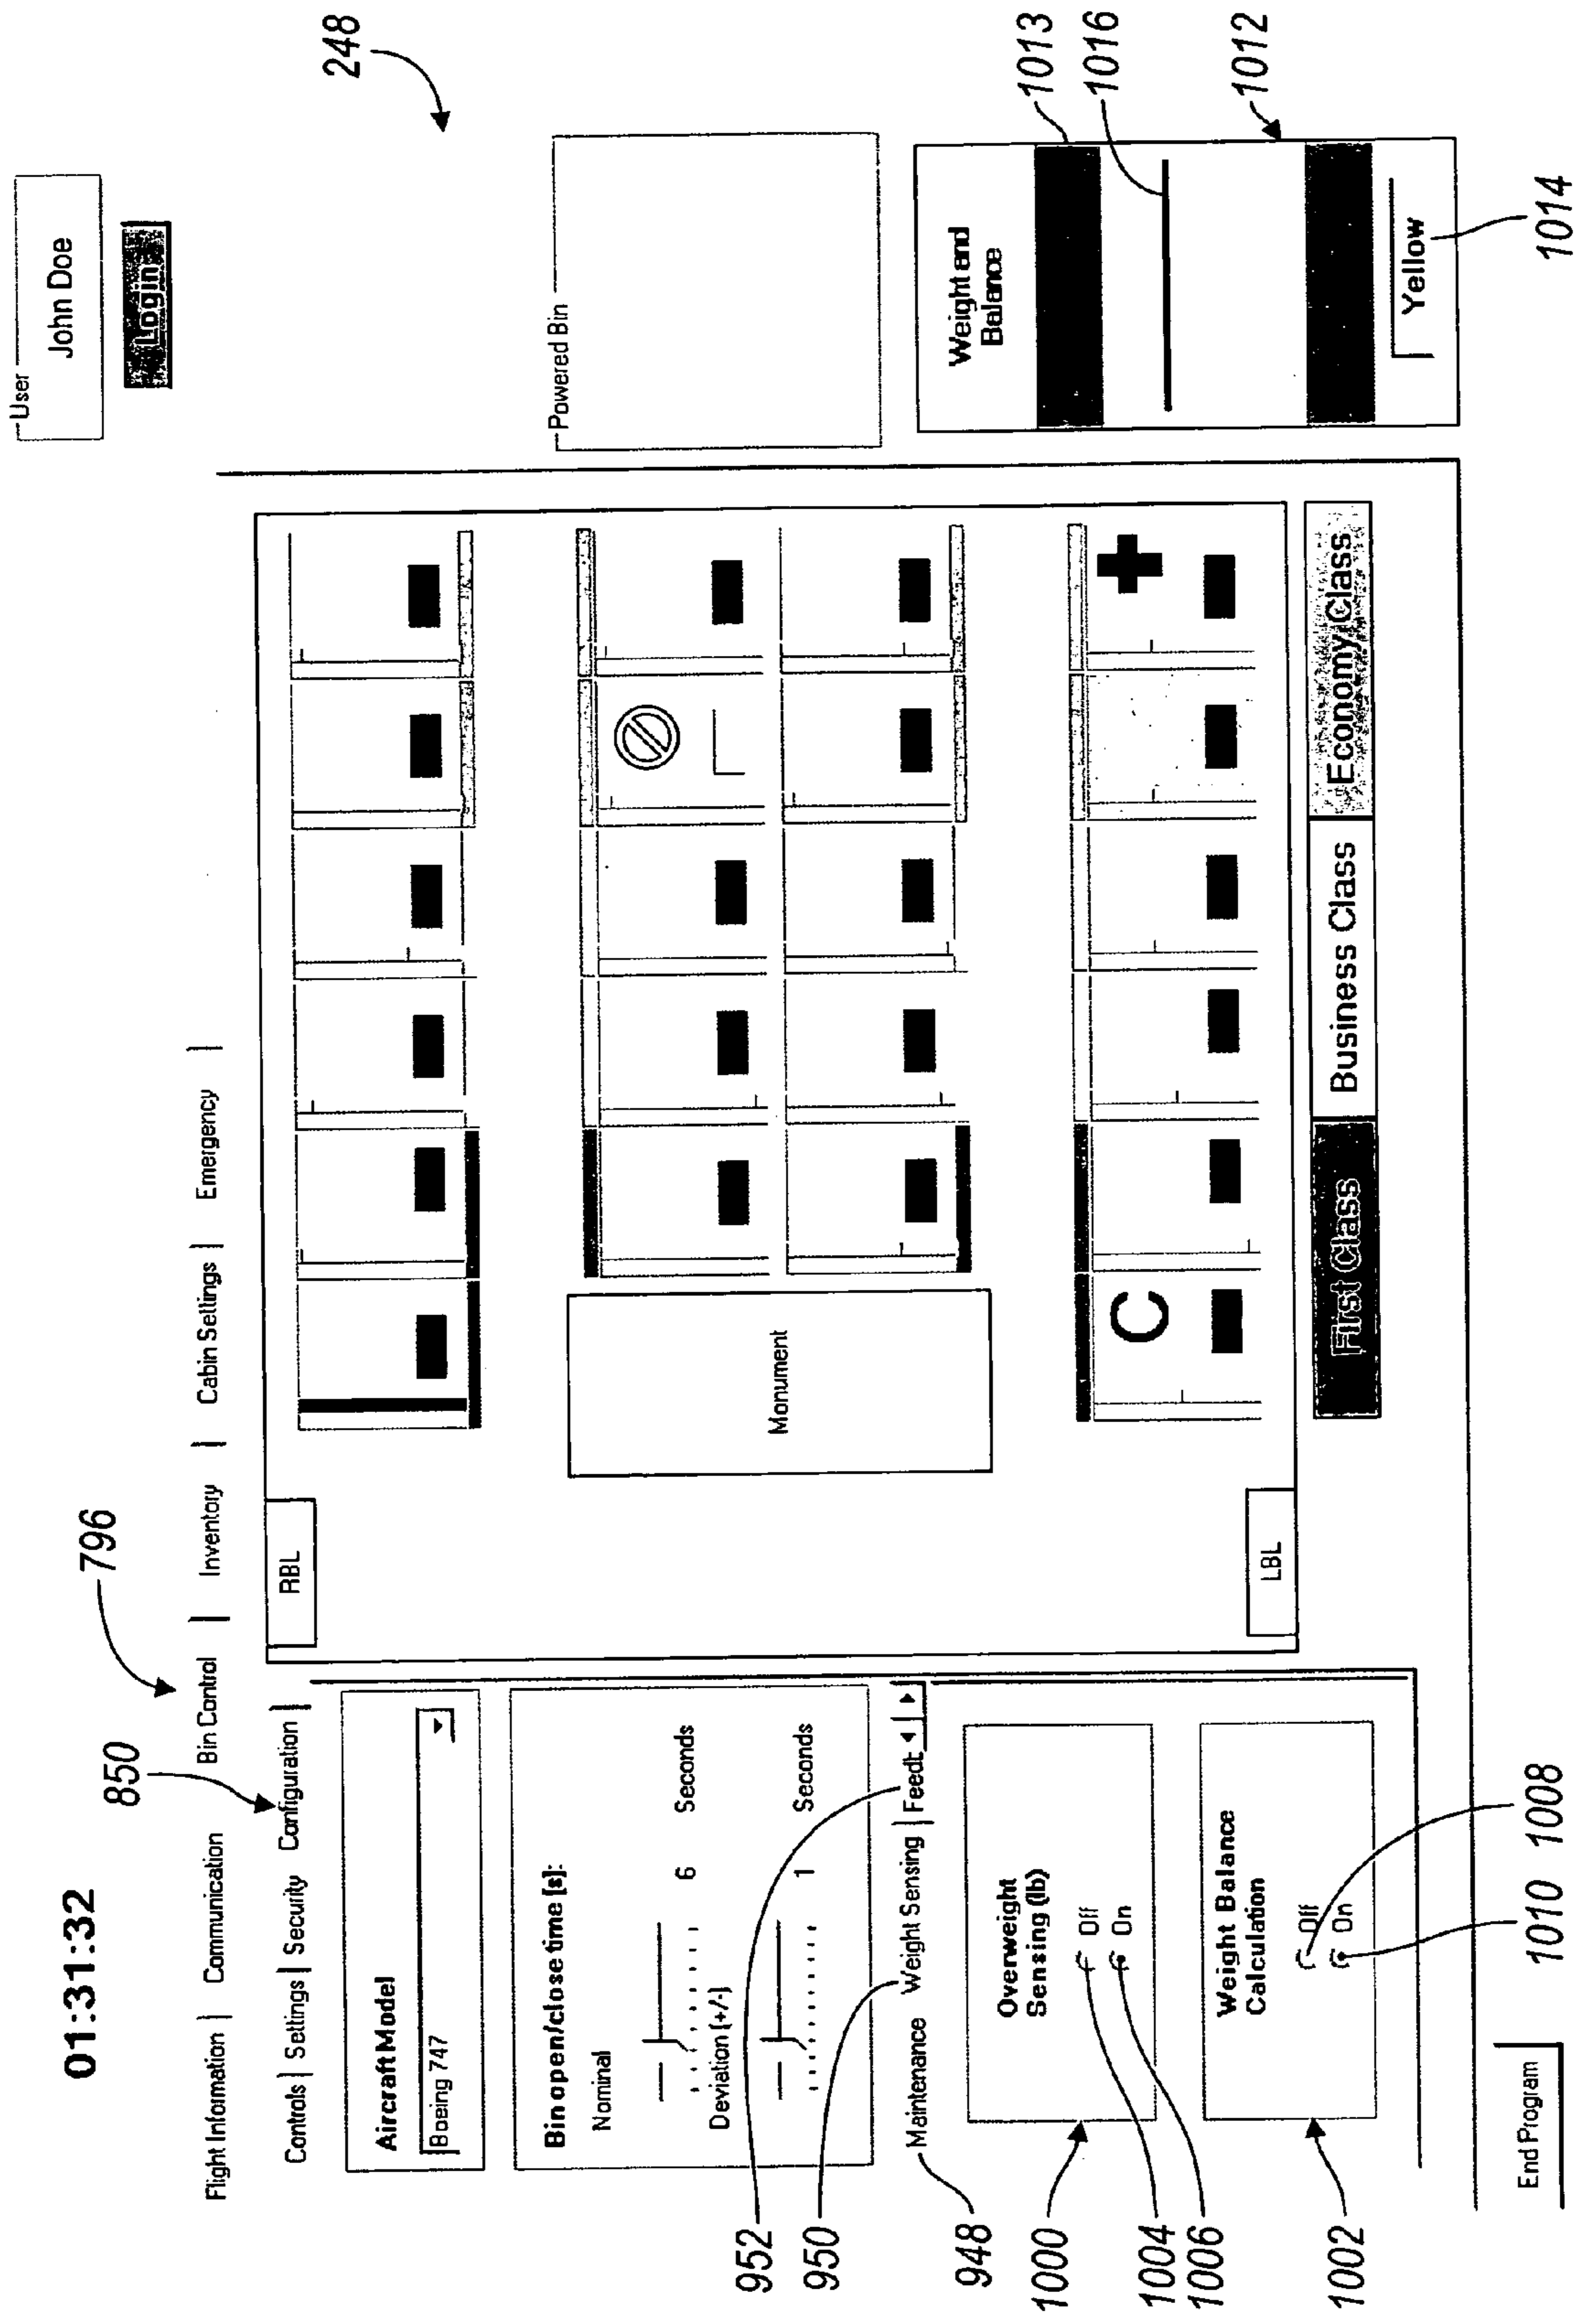 01:31:32
User
John Doe
Login
248
796
850
Flight Information Communication Bin Control Inventory Cabin Settings Emergency
Controls Settings Security Configuration
Aircraft Model
Boeing 747
Bin open/close time [s]:
Nominal
6 Seconds
Deviation (+/-)
1 Seconds
952
950
948
Maintenance Weight Sensing Feedt
1000
Overweight
Sensing (lb)
Off
On
1004
1006
1002
Weight Balance
Calculation
Off
On
1010 1008
End Program
RBL
Monument
C
LBL
First Class Business Class Economy Class
Powered Bin
Weight and
Balance
Yellow
1013
1016
1012
1014